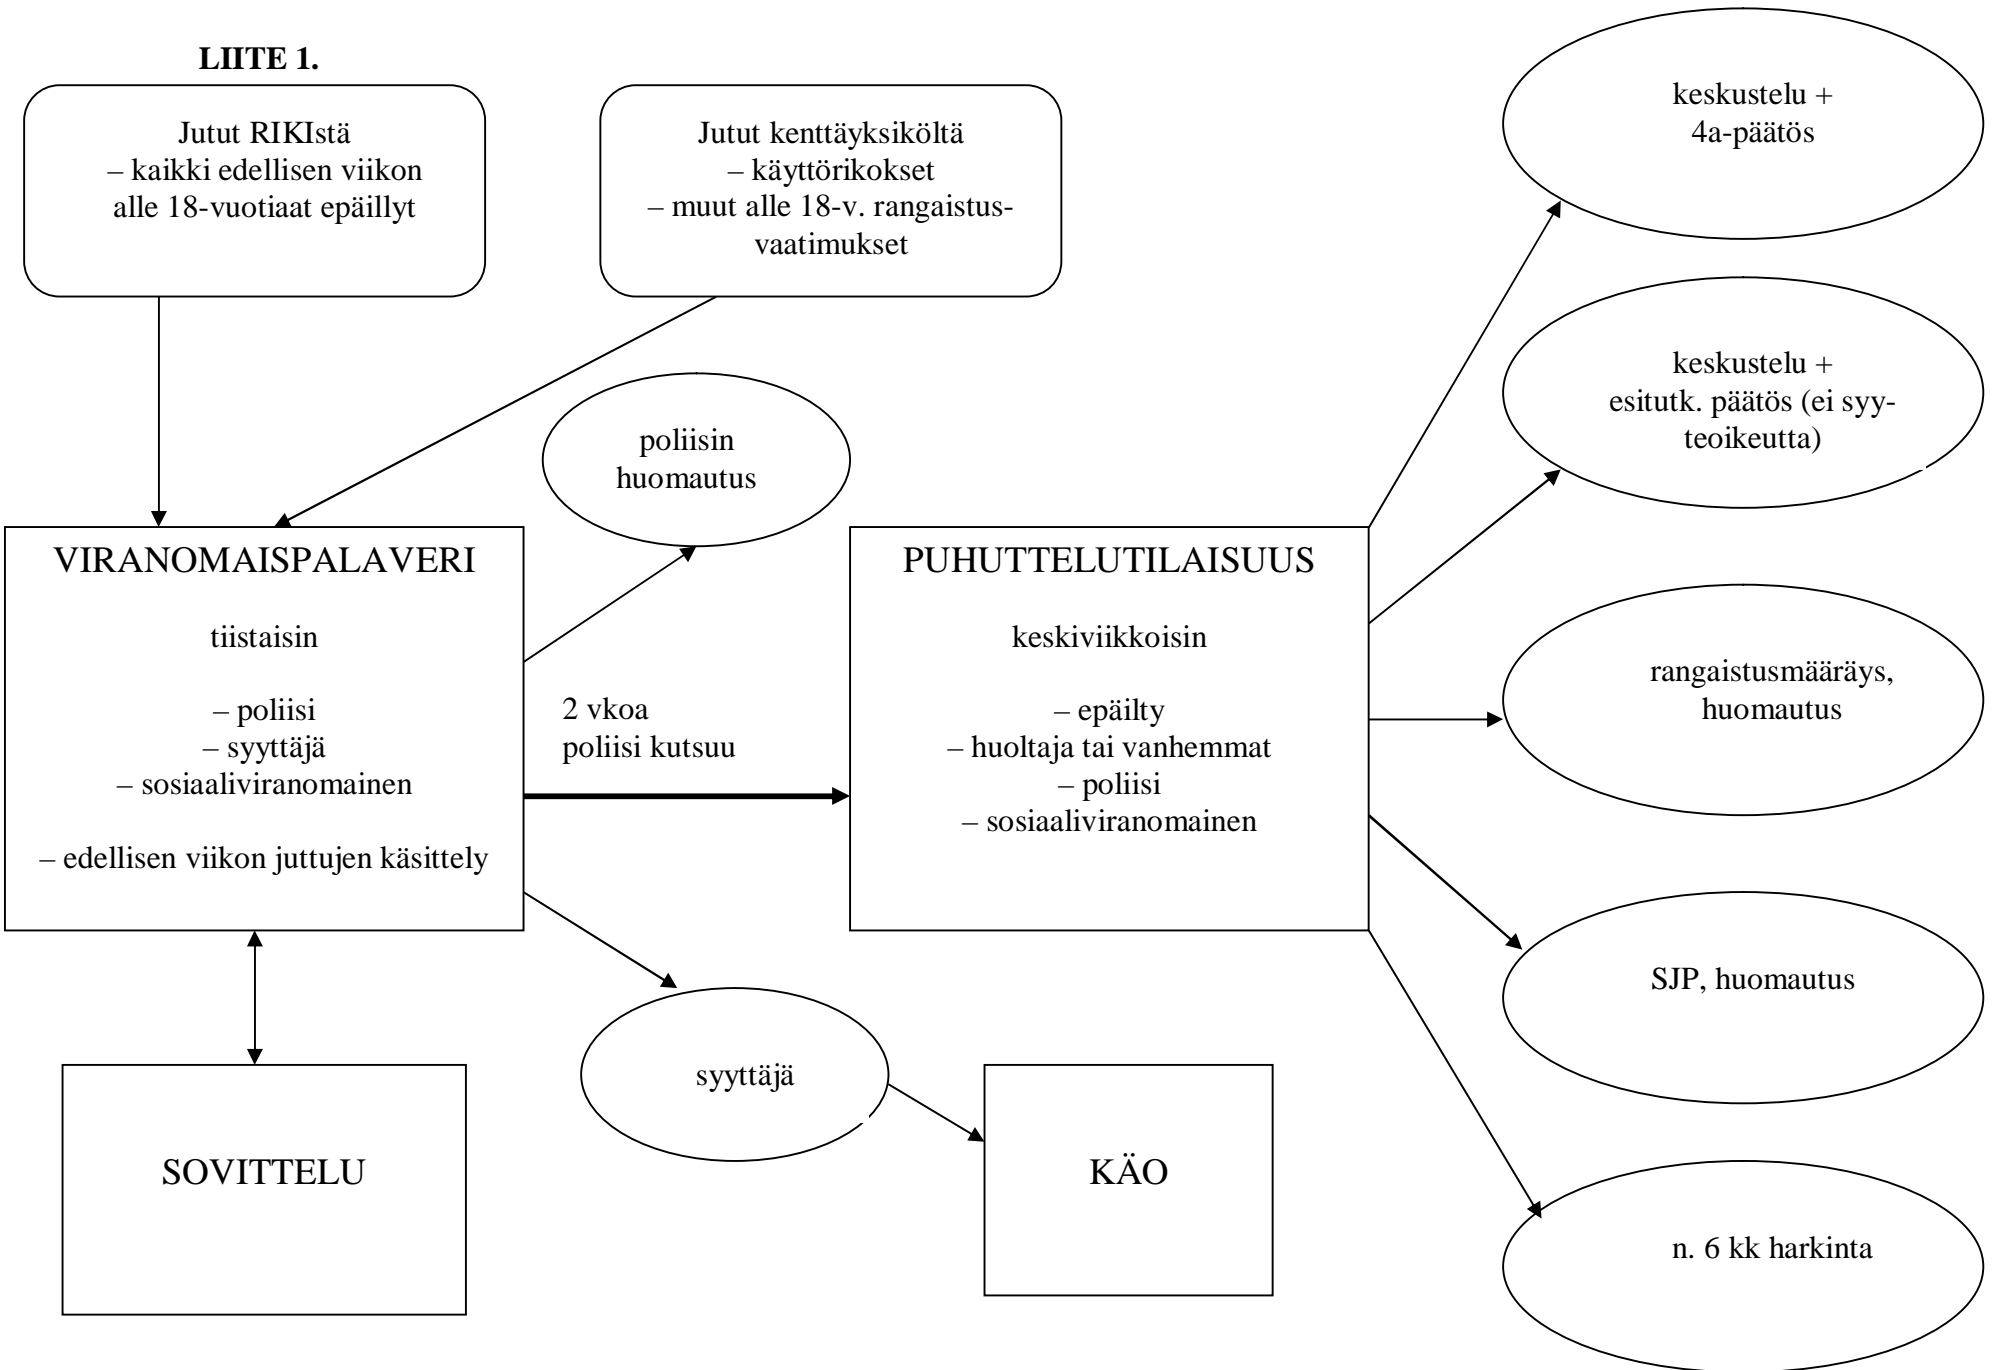 LIITE 1.
Jutut RIKIstä
– kaikki edellisen viikon
alle 18-vuotiaat epäillyt
Jutut kenttäyksiköltä
– käyttörikokset
– muut alle 18-v. rangaistus-
vaatimukset
keskustelu +
4a-päätös
keskustelu +
esitutk. päätös (ei syy-
teoikeutta)
poliisin
huomautus
VIRANOMAISPALAVERI
tiistaisin
– poliisi
– syyttäjä
– sosiaaliviranomainen
– edellisen viikon juttujen käsittely
2 vkoa
poliisi kutsuu
PUHUTTELUTILAISUUS
keskiviikkoisin
– epäilty
– huoltaja tai vanhemmat
– poliisi
– sosiaaliviranomainen
rangaistusmääräys,
huomautus
SJP, huomautus
syyttäjä
SOVITTELU
KÄO
n. 6 kk harkinta